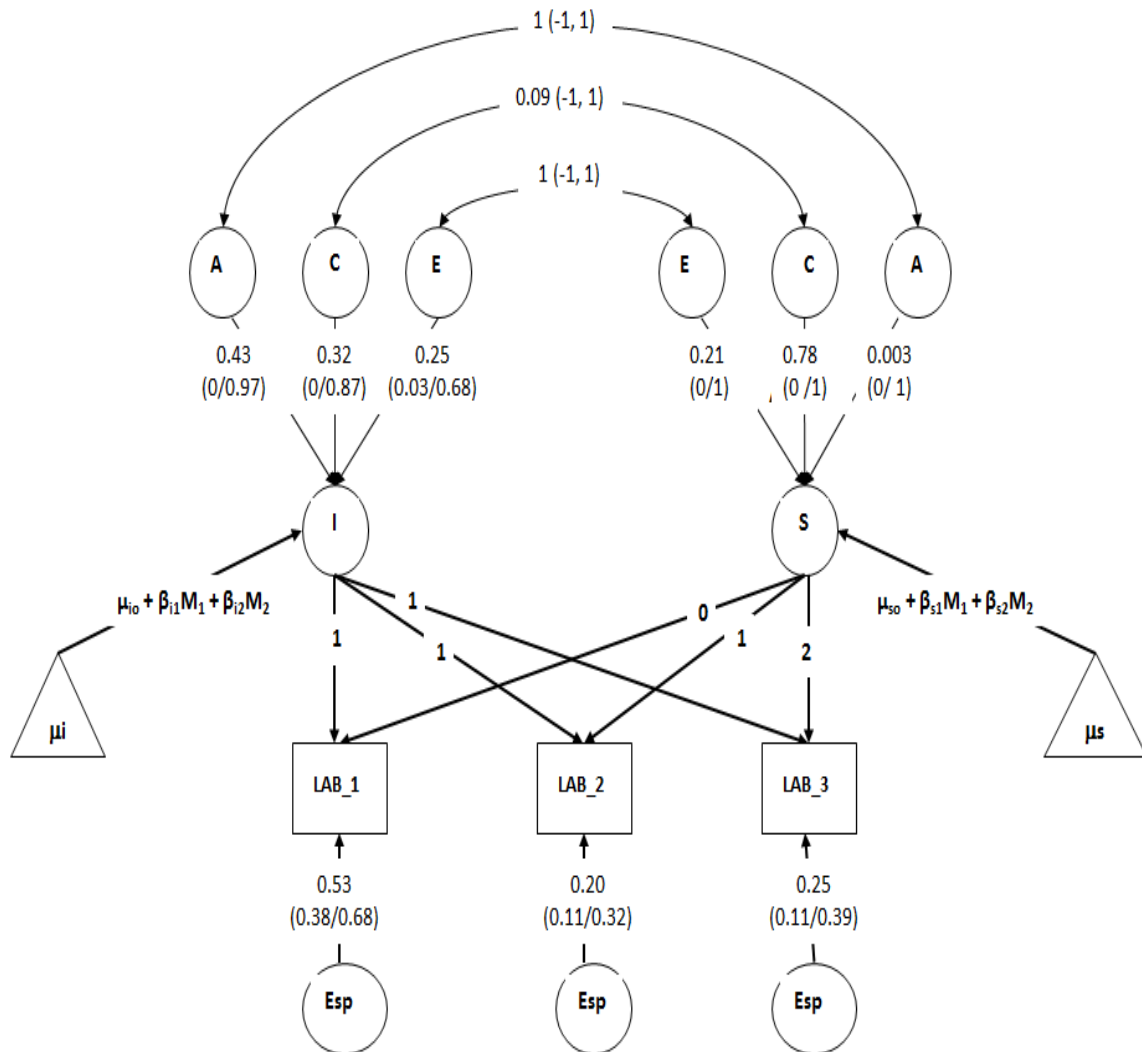 1 (-1, 1)
0.09 (-1, 1)
1 (-1, 1)
A C E E C A
0.43 0.32 0.25 0.21 0.78 0.003
(0/0.97) (0/0.87) (0.03/0.68) (0/1) (0 /1) (0/ 1)
I S
μio + βi1M1 + βi2M2 μso + βs1M1 + βs2M2
1 0
1 1 1 2
μi μs
LAB_1 LAB_2 LAB_3
0.53 0.20 0.25
(0.38/0.68) (0.11/0.32) (0.11/0.39)
Esp Esp Esp